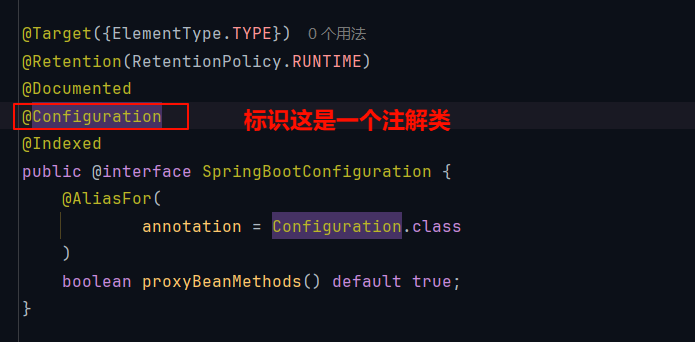 @Target({ElementType.TYPE}) 0 个用法
@Retention(RetentionPolicy.RUNTIME)
@Documented
@Configuration 标识这是一个注解类
@Indexed
public @interface SpringBootConfiguration {
    @AliasFor(
            annotation = Configuration.class
    )
    boolean proxyBeanMethods() default true;
}